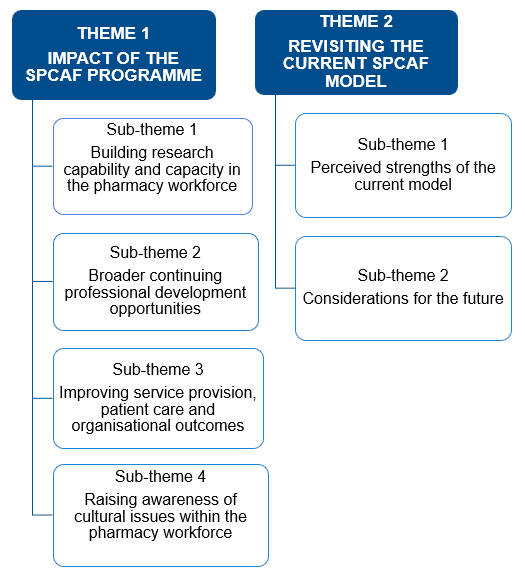 THEME 1
IMPACT OF THE
SPCAF PROGRAMME
Sub-theme 1
Building research
capability and capacity in
the pharmacy workforce
Sub-theme 2
Broader continuing
professional development
opportunities
Sub-theme 3
Improving service provision,
patient care and
organisational outcomes
Sub-theme 4
Raising awareness of
cultural issues within the
pharmacy workforce
THEME 2
REVISITING THE
CURRENT SPCAF
MODEL
Sub-theme 1
Perceived strengths of the
current model
Sub-theme 2
Considerations for the future